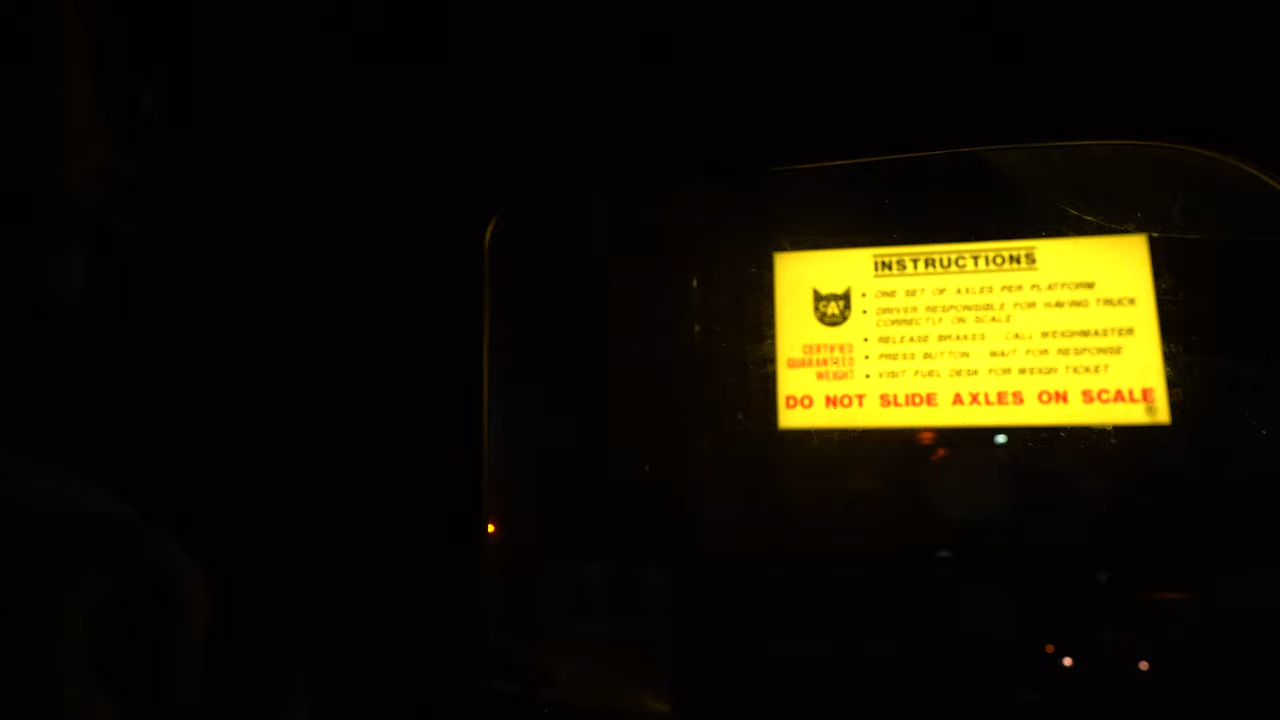 INSTRUCTIONS
• ONE SET OF AXLES PER PLATFORM
• DRIVER RESPONSIBLE FOR HAVING TRUCK
CORRECTLY ON SCALE
• RELEASE BRAKES CALL WEIGHMASTER
• PRESS BUTTON WAIT FOR RESPONSE
• VISIT FUEL DESK FOR WEIGH TICKET
CAT
CERTIFIED
GUARANTEED
WEIGHT
DO NOT SLIDE AXLES ON SCALE